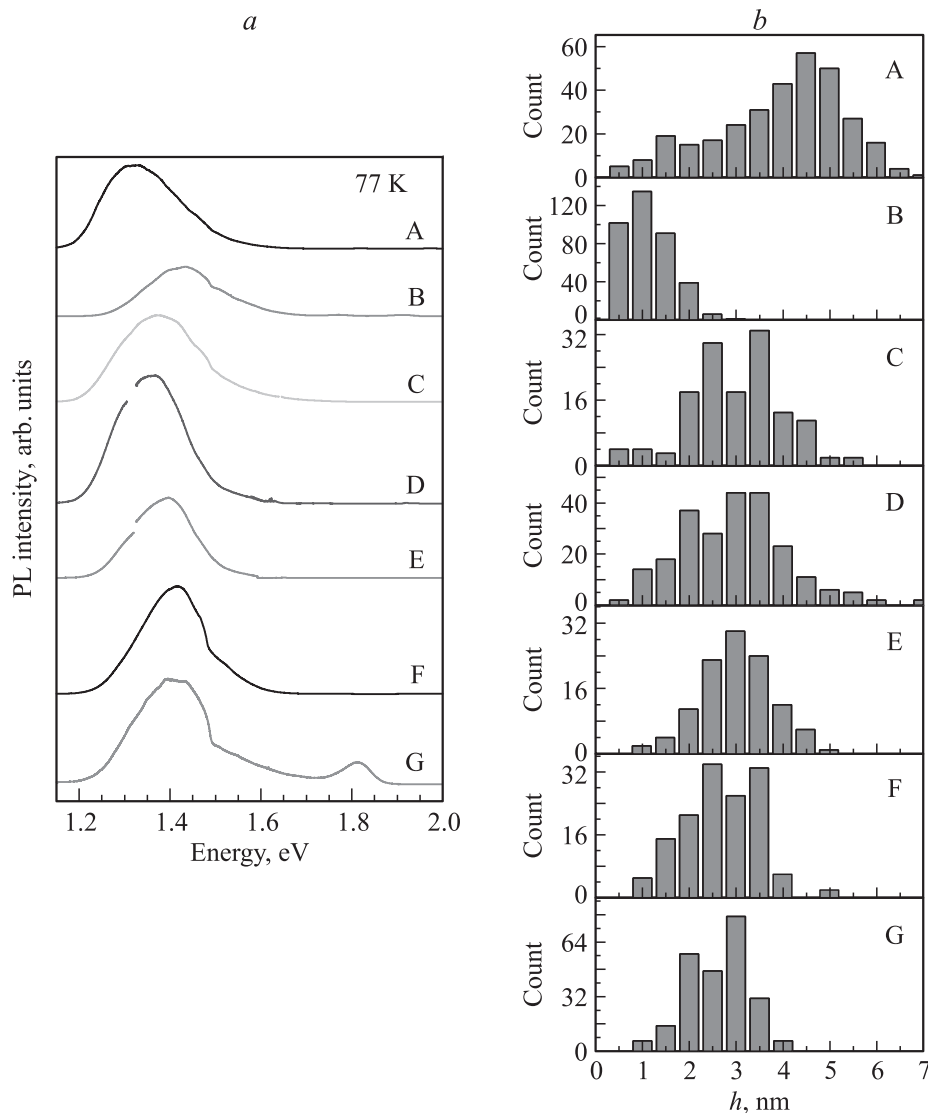 a
77 K
A
B
C
D
E
F
G
PL intensity, arb. units
1.2 1.4 1.6 1.8 2.0
Energy, eV
b
60
40
20
0
Count
A
120
80
40
0
Count
B
32
16
0
Count
C
40
20
0
Count
D
32
16
0
Count
E
32
16
0
Count
F
64
32
0
Count
G
0 1 2 3 4 5 6 7
h, nm